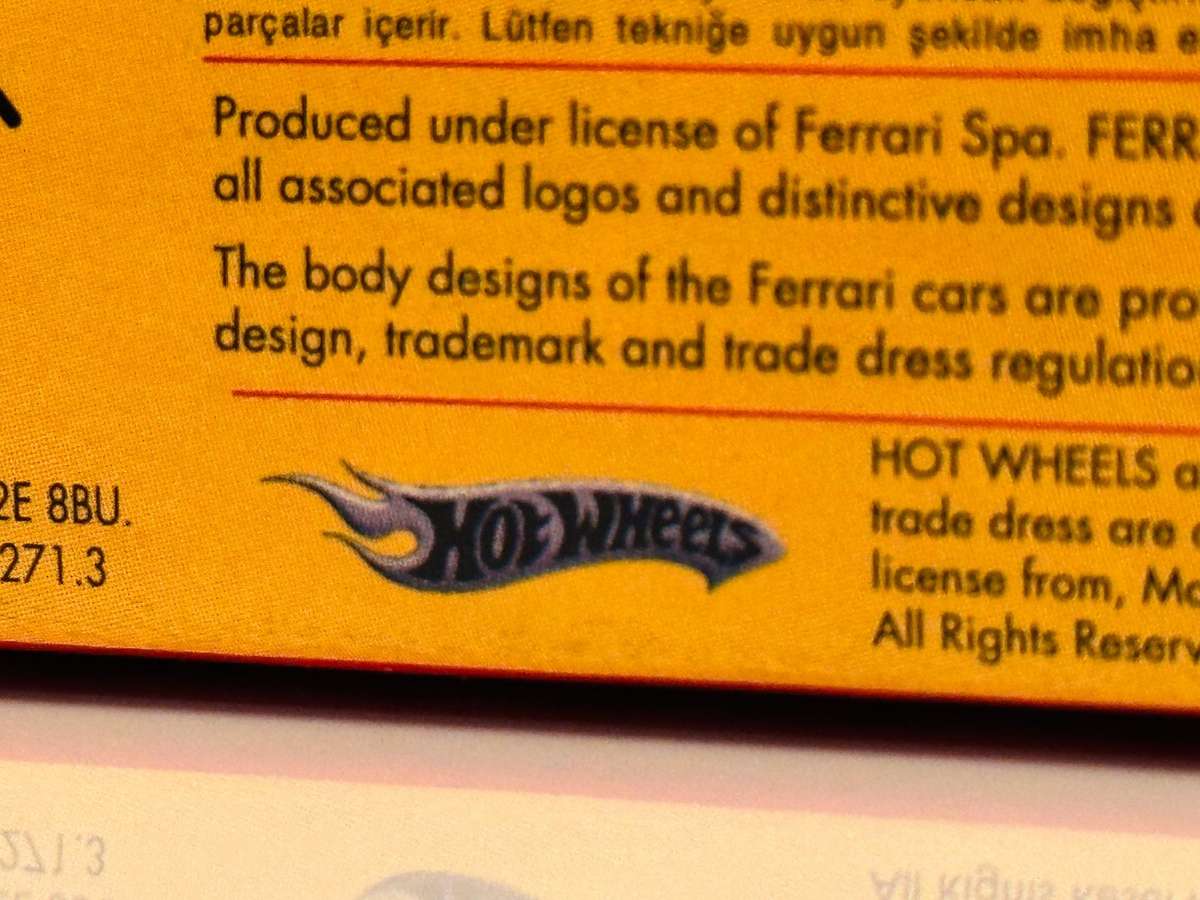 parçalar içerir. Lütfen tekniğe uygun şekilde imha e
Produced under license of Ferrari Spa. FERR
all associated logos and distinctive designs
The body designs of the Ferrari cars are pro
design, trademark and trade dress regulatio
2E 8BU.
271.3
HOT WHEELS
HOT WHEELS a
trade dress are
license from, Ma
All Rights Reserv